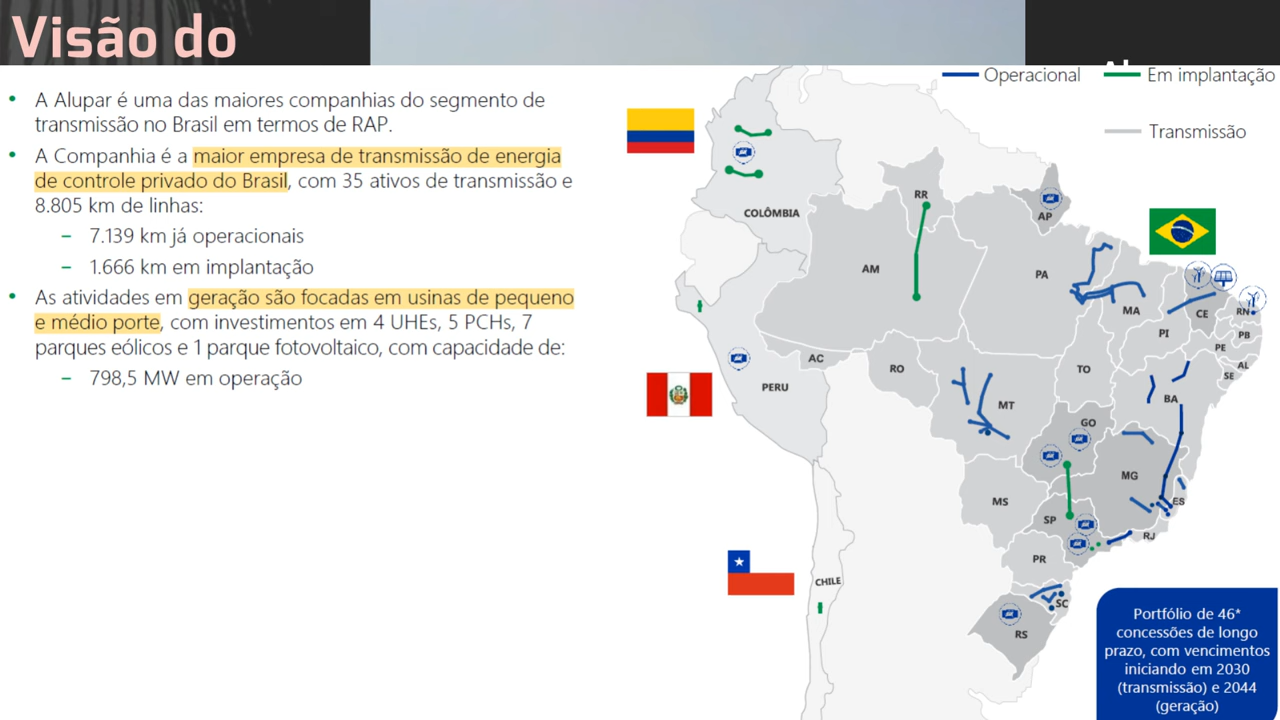 Visão do
• A Alupar é uma das maiores companhias do segmento de
transmissão no Brasil em termos de RAP.
• A Companhia é a maior empresa de transmissão de energia
de controle privado do Brasil, com 35 ativos de transmissão e
8.805 km de linhas:
– 7.139 km já operacionais
– 1.666 km em implantação
• As atividades em geração são focadas em usinas de pequeno
e médio porte, com investimentos em 4 UHEs, 5 PCHs, 7
parques eólicos e 1 parque fotovoltaico, com capacidade de:
– 798,5 MW em operação
Operacional
Em implantação
Transmissão
COLÔMBIA
RR
AP
AM
PA
MA
CE
RN
PI
PB
PE
AL
SE
AC
RO
TO
PERU
MT
BA
GO
MG
MS
ES
SP
RJ
PR
CHILE
SC
RS
Portfólio de 46*
concessões de longo
prazo, com vencimentos
iniciando em 2030
(transmissão) e 2044
(geração)